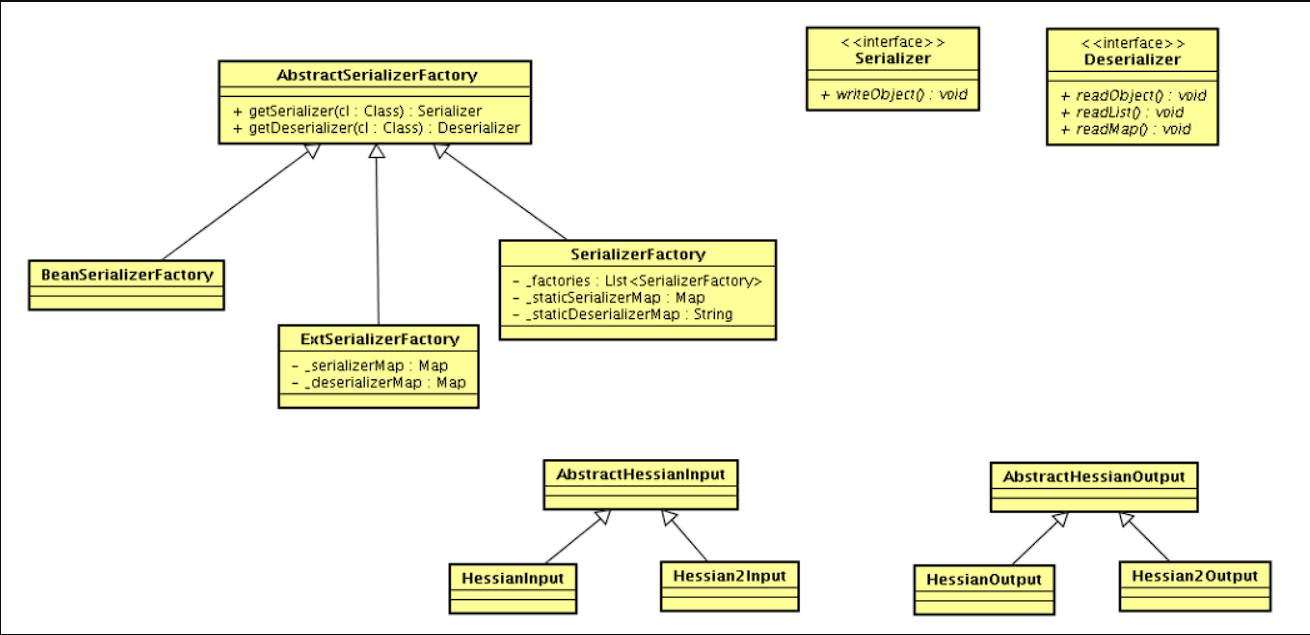 AbstractSerializerFactory
+ getSerializer(cl : Class) : Serializer
+ getDeserializer(cl : Class) : Deserializer
<<interface>>
Serializer
+ writeObject() : void
<<interface>>
Deserializer
+ readObject() : void
+ readList() : void
+ readMap() : void
BeanSerializerFactory
ExtSerializerFactory
- _serializerMap : Map
- _deserializerMap : Map
SerializerFactory
- _factories : List<SerializerFactory>
- _staticSerializerMap : Map
- _staticDeserializerMap : String
AbstractHessianInput
HessianInput
Hessian2Input
AbstractHessianOutput
HessianOutput
Hessian2Output